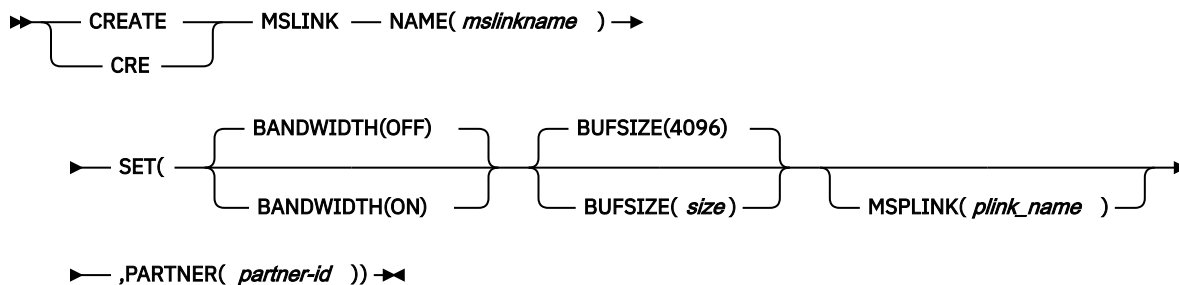 CREATE MSLINK NAME( mslinkname )
CRE
BANDWIDTH(OFF) BUFSIZE(4096)
SET(
BANDWIDTH(ON) BUFSIZE( size ) MSPLINK( plink_name )
,PARTNER( partner-id ))